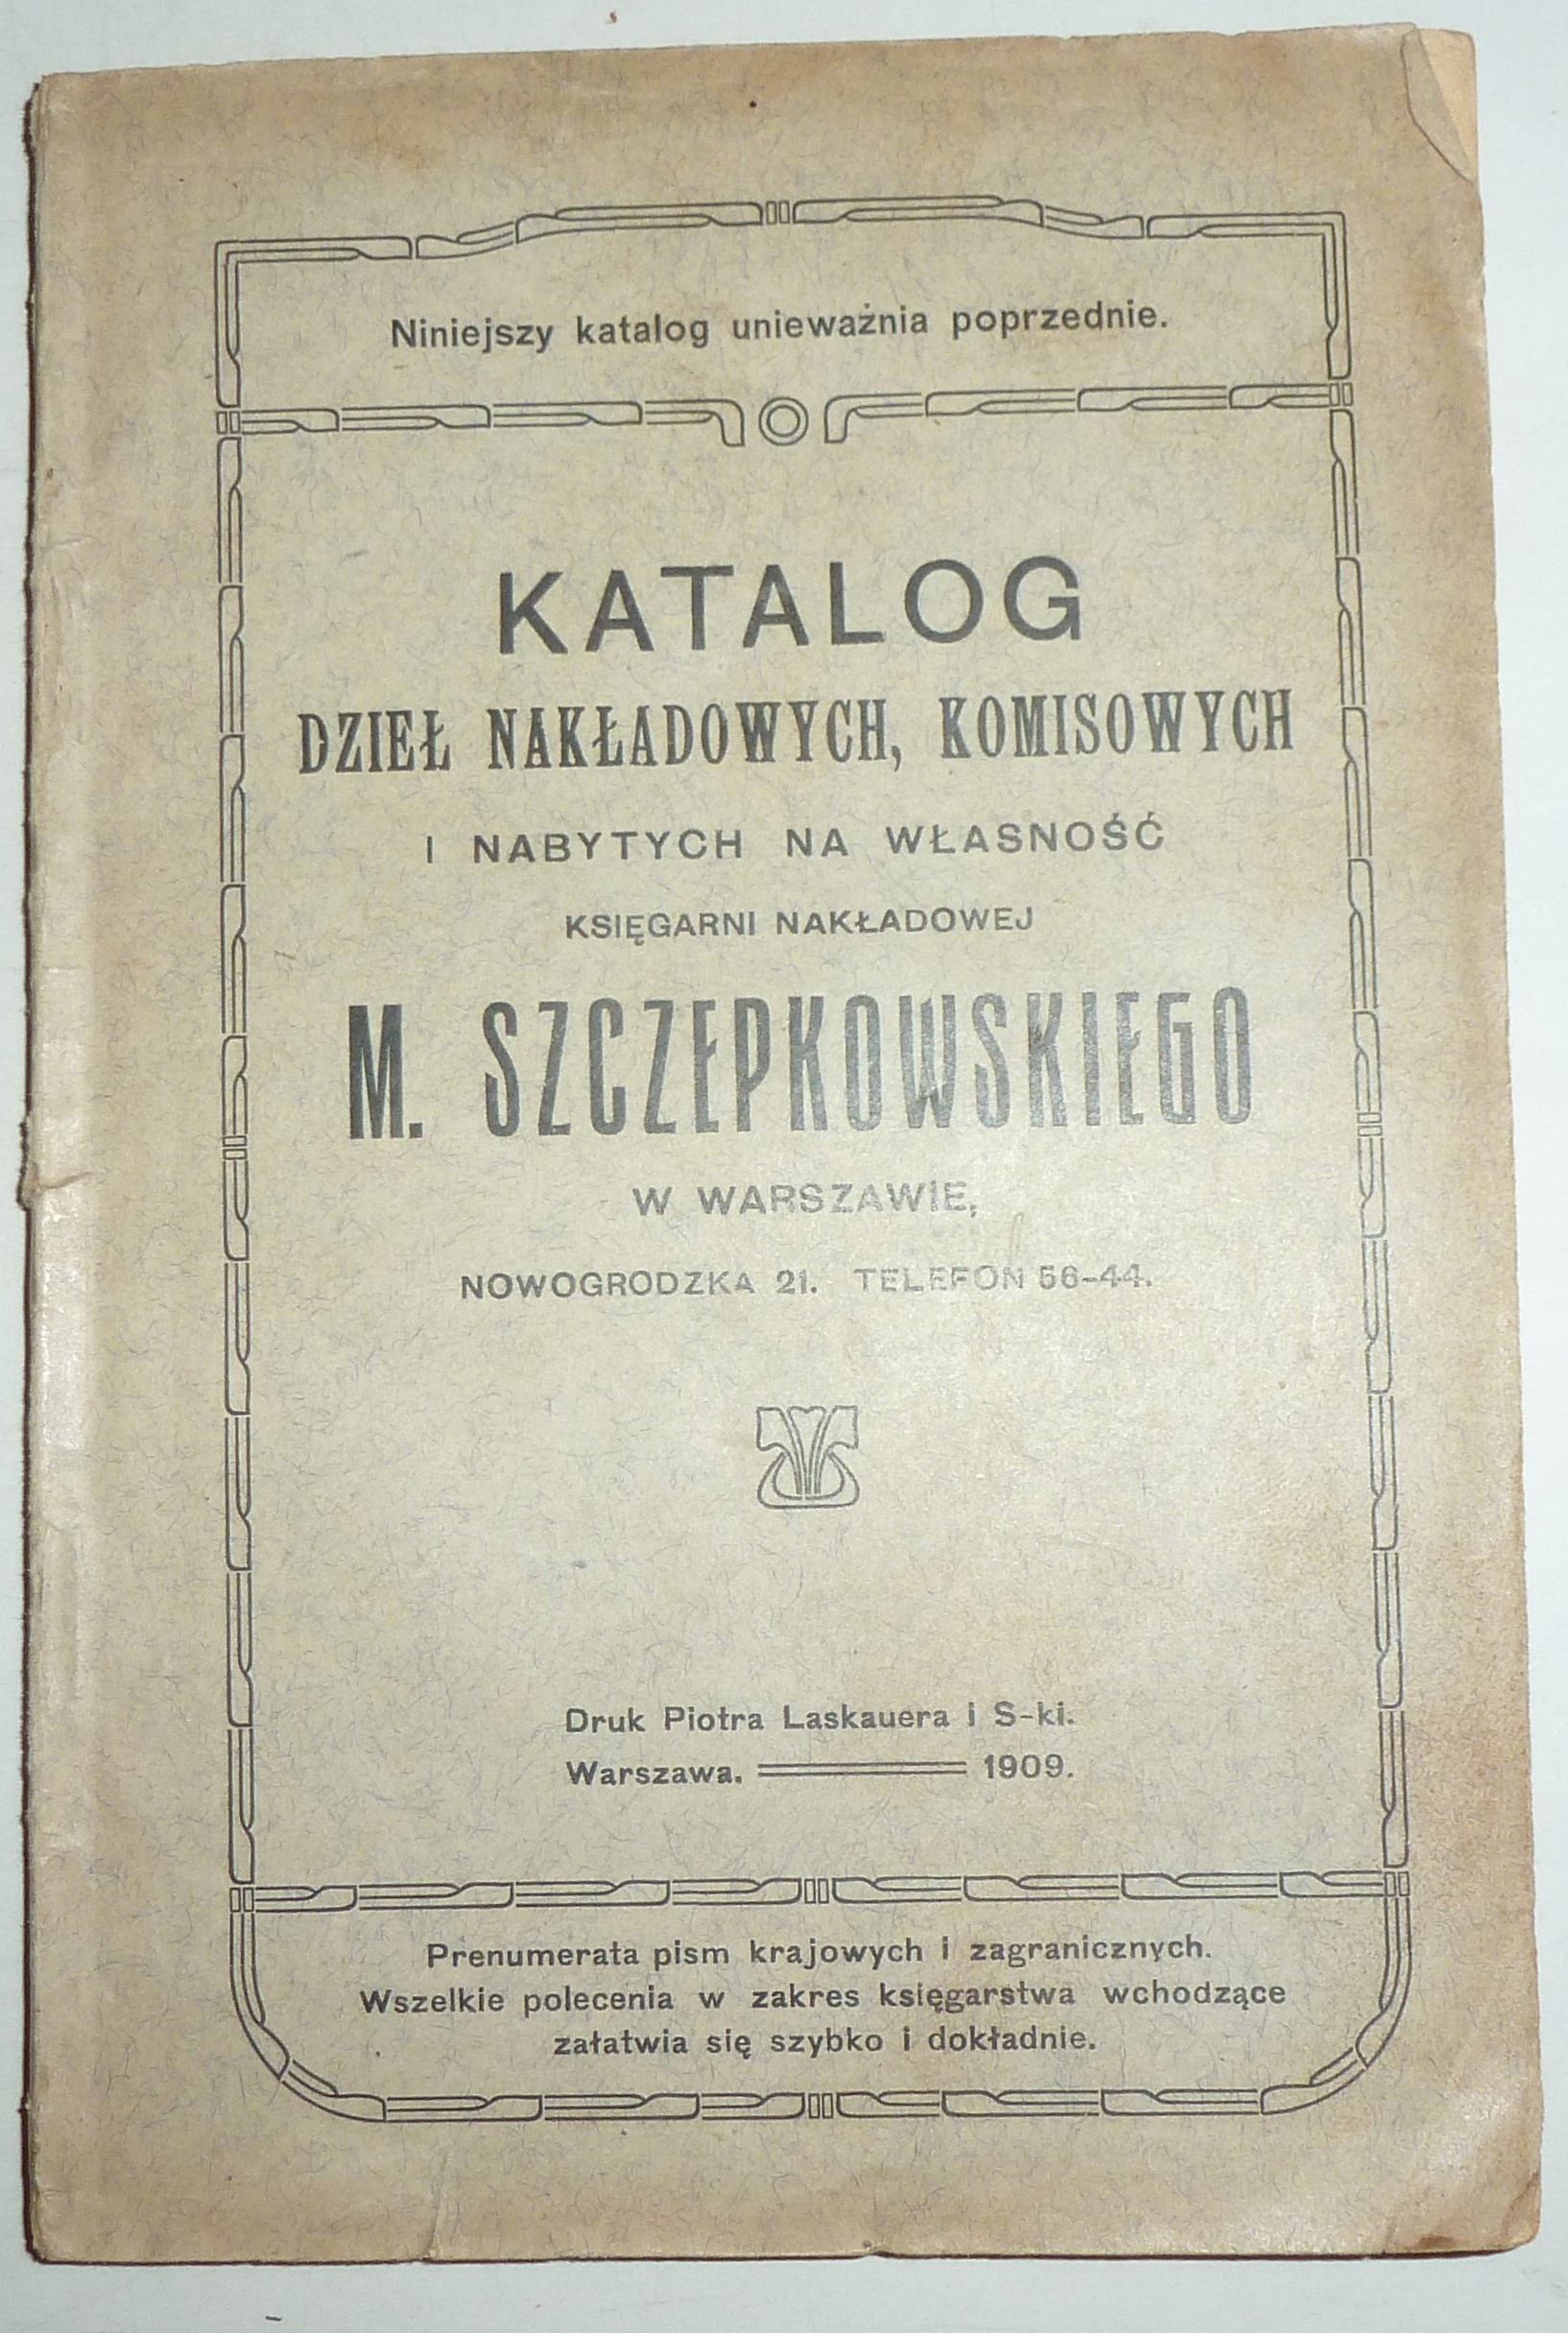 Niniejszy katalog unieważnia poprzednie.
KATALOG
DZIEŁ NAKŁADOWYCH, KOMISOWYCH
I NABYTYCH NA WŁASNOŚĆ
KSIĘGARNI NAKŁADOWEJ
M. SZCZEPKOWSKIEGO
W WARSZAWIE,
NOWOGRODZKA 21. TELEFON 56-44.
Druk Piotra Laskauera i S-ki.
Warszawa. 1909.
Prenumerata pism krajowych i zagranicznych.
Wszelkie polecenia w zakres księgarstwa wchodzące
załatwia się szybko i dokładnie.